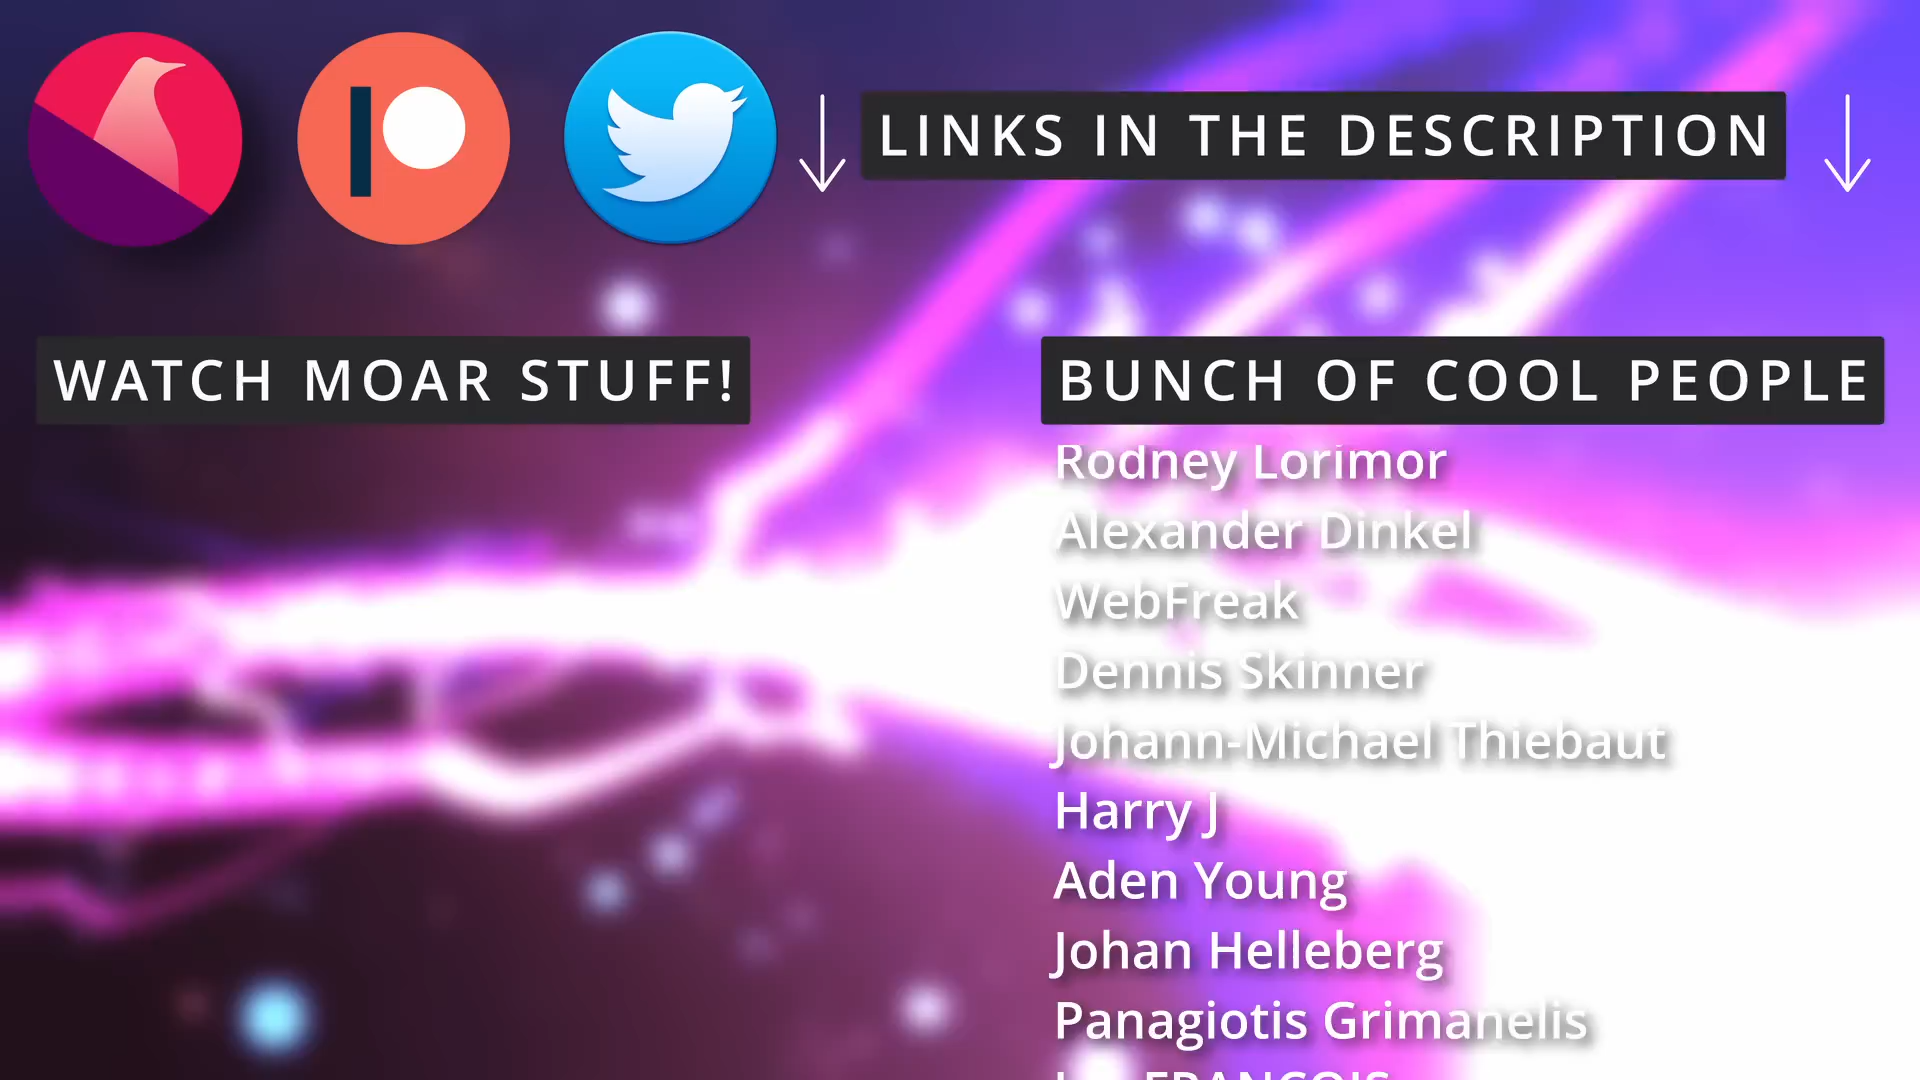 LINKS IN THE DESCRIPTION
WATCH MOAR STUFF!
BUNCH OF COOL PEOPLE
Rodney Lorimor
Alexander Dinkel
WebFreak
Dennis Skinner
Johann-Michael Thiebaut
Harry J
Aden Young
Johan Helleberg
Panagiotis Grimanelis